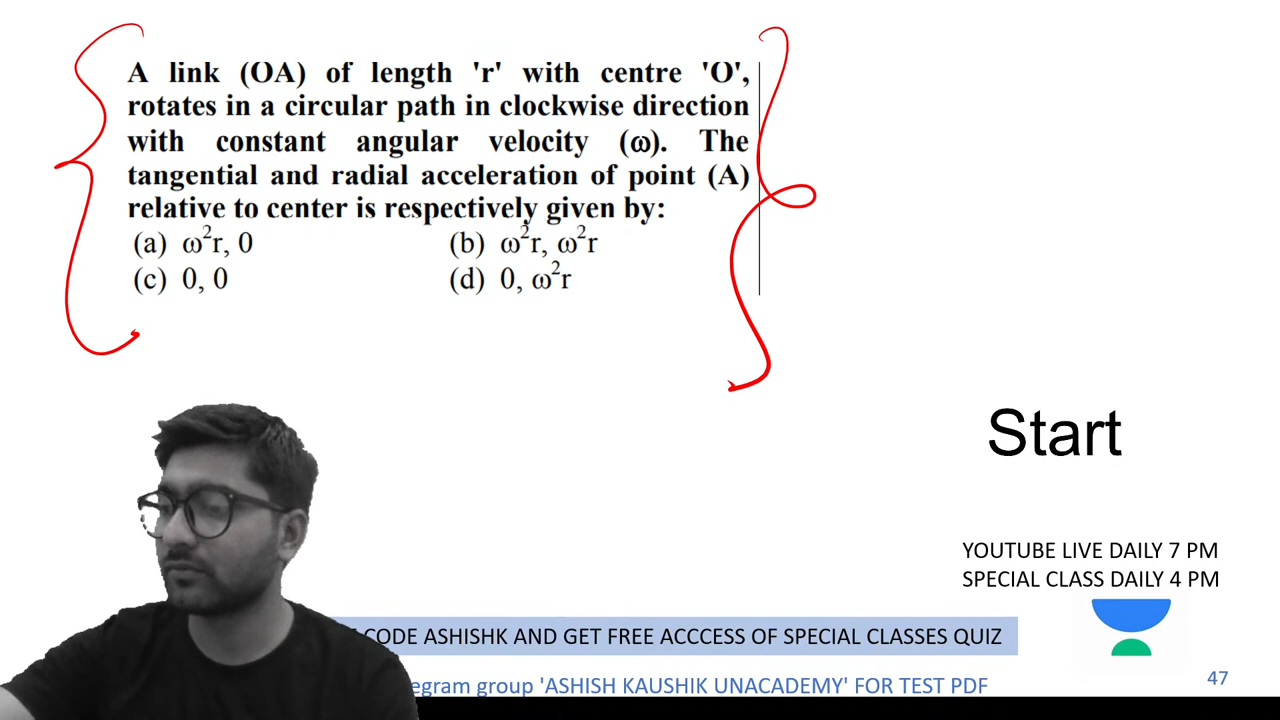 A link (OA) of length 'r' with centre 'O',
rotates in a circular path in clockwise direction
with constant angular velocity (ω). The
tangential and radial acceleration of point (A)
relative to center is respectively given by:
(a) ω²r, 0 (b) ω²r, ω²r
(c) 0, 0 (d) 0, ω²r
Start
YOUTUBE LIVE DAILY 7 PM
SPECIAL CLASS DAILY 4 PM
CODE ASHISHK AND GET FREE ACCCESS OF SPECIAL CLASSES QUIZ
egram group 'ASHISH KAUSHIK UNACADEMY' FOR TEST PDF
47